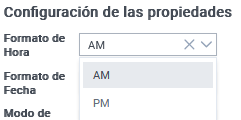 Configuración de las propiedades
Formato de
Hora
AM
AM
Formato de
Fecha
PM
Modo de